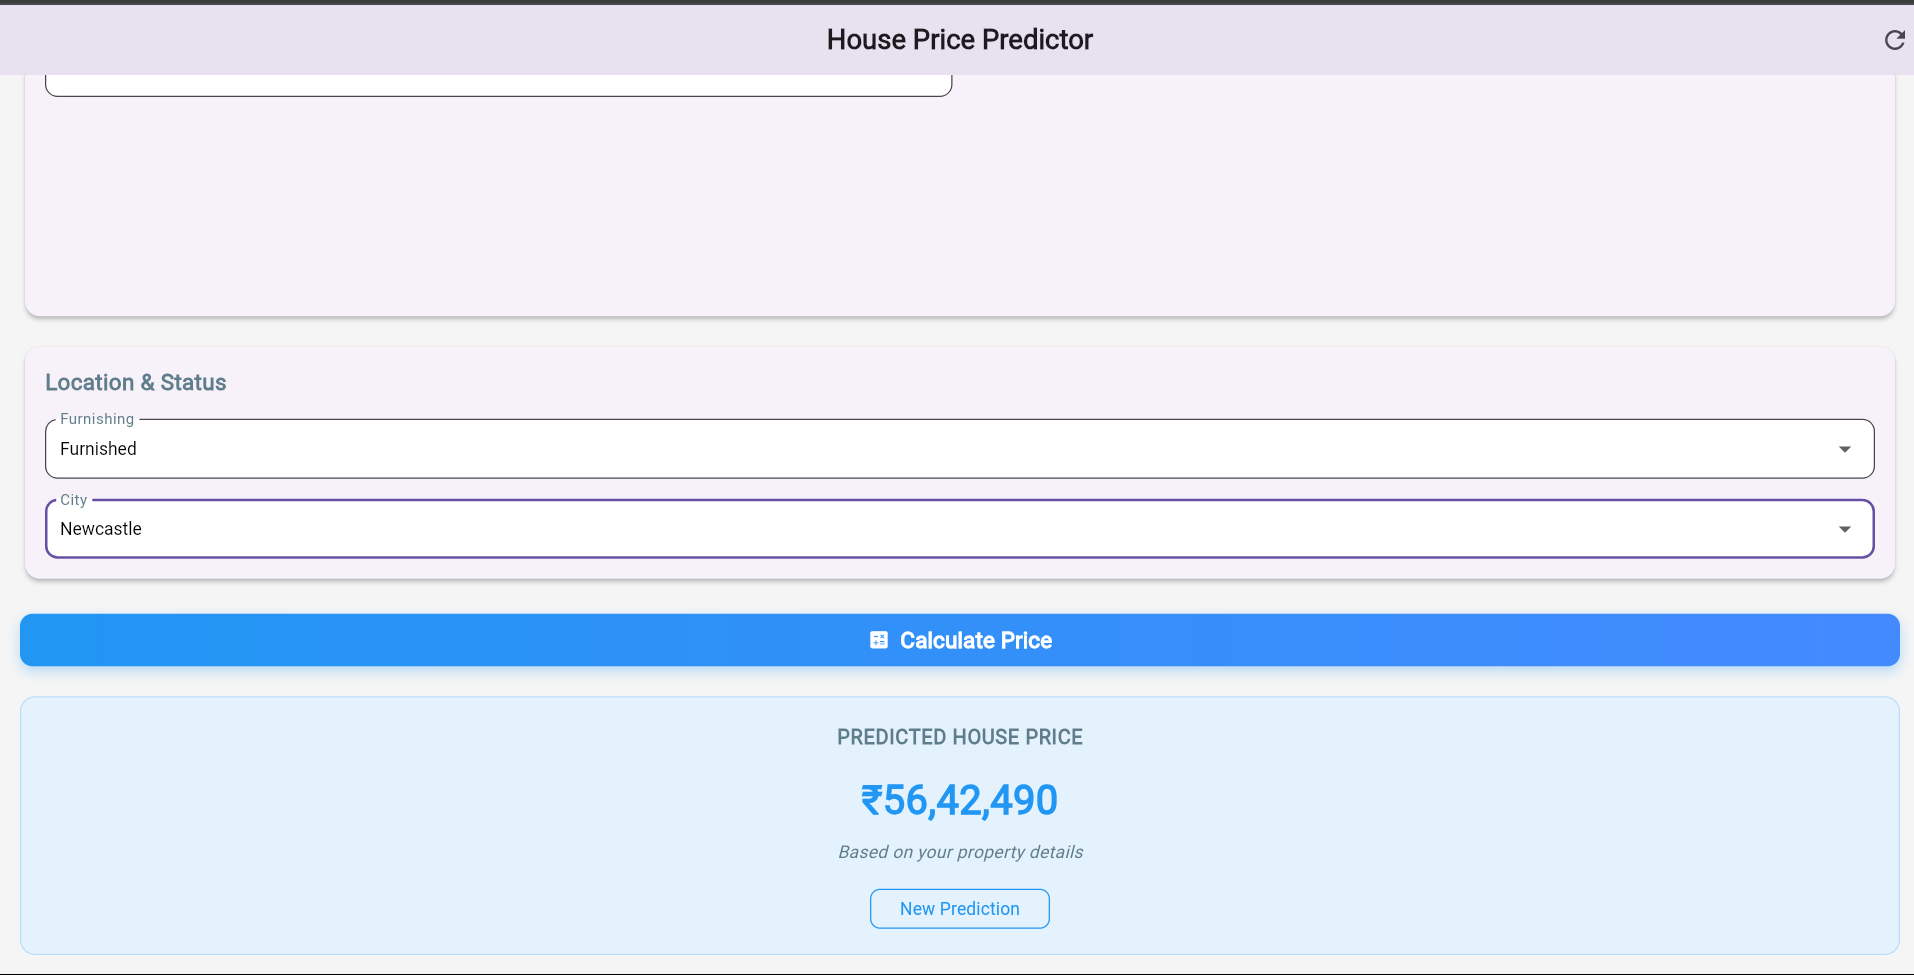 House Price Predictor
Location & Status
Furnishing
Furnished
City
Newcastle
Calculate Price
PREDICTED HOUSE PRICE
₹56,42,490
Based on your property details
New Prediction